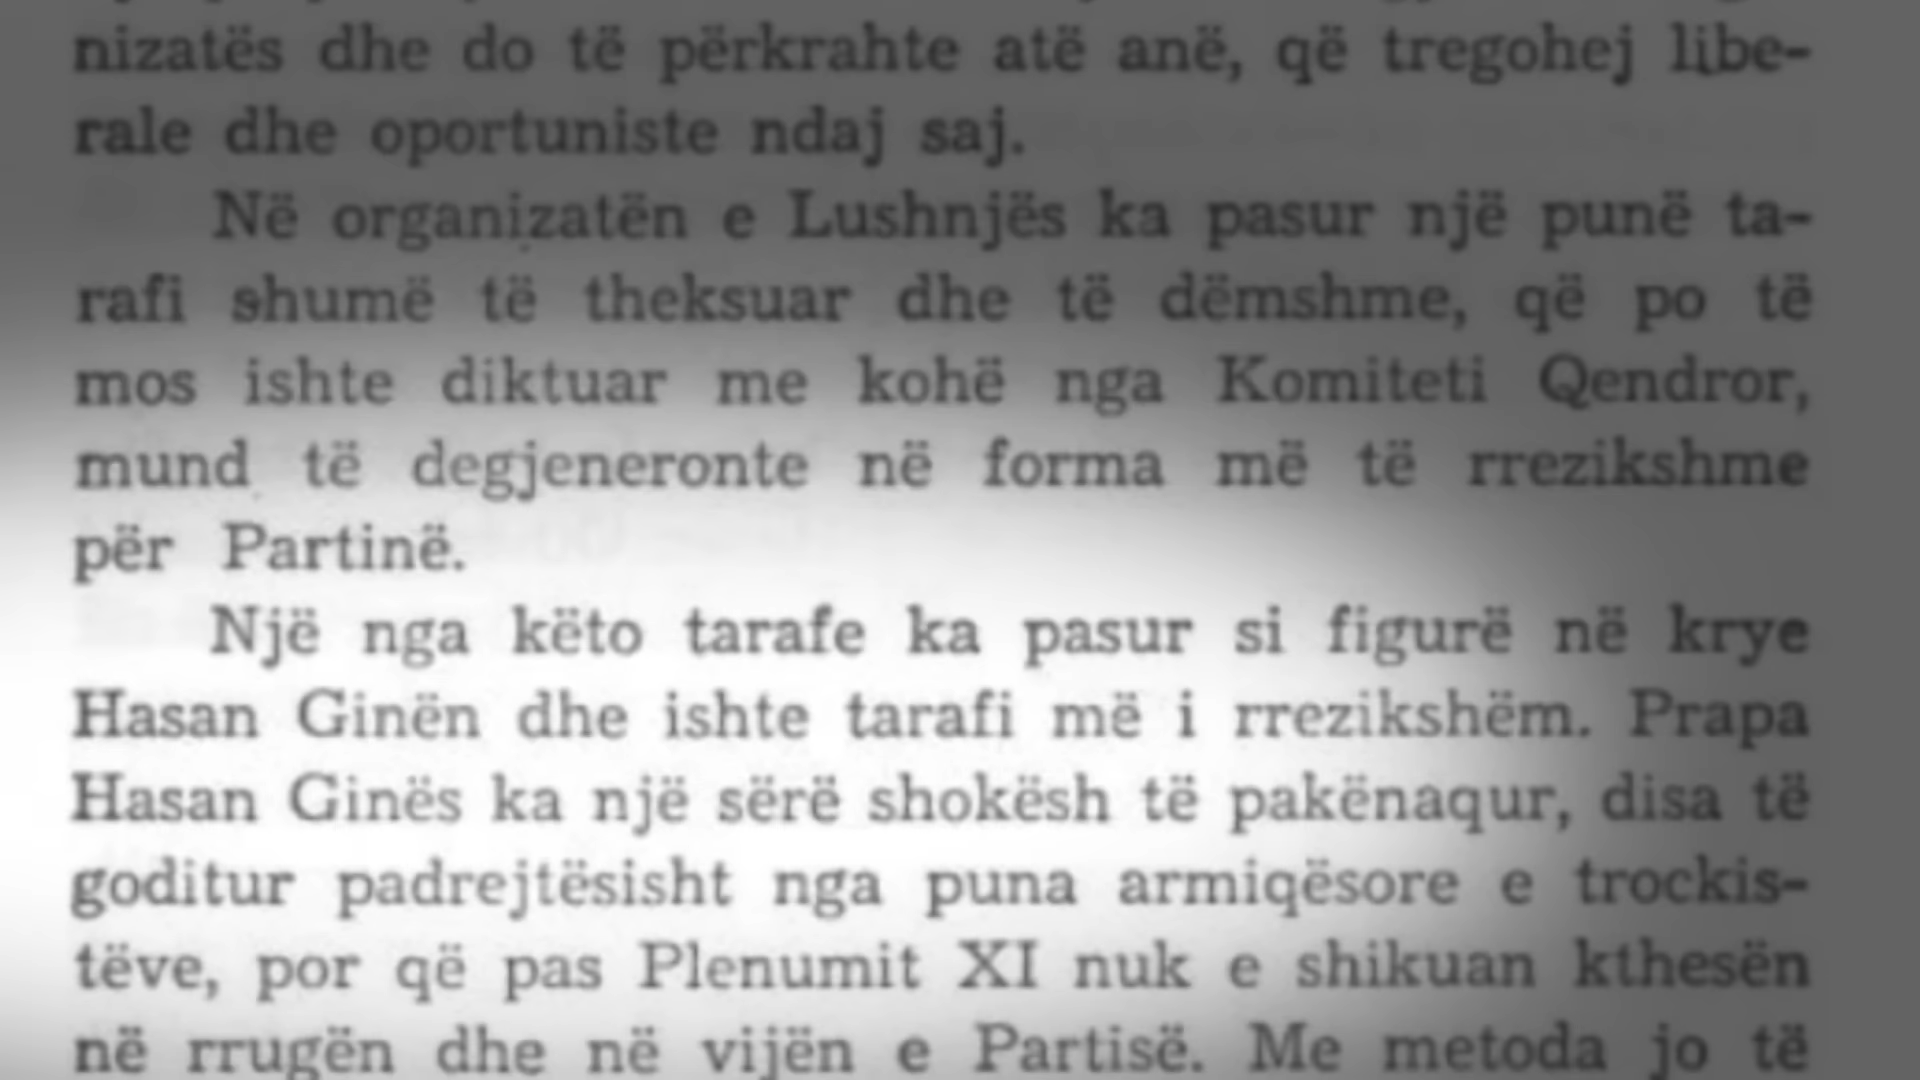 nizatës dhe do të përkrahte atë anë, që tregohej libe-
rale dhe oportuniste ndaj saj.
Në organizatën e Lushnjës ka pasur një punë ta-
rafi shumë të theksuar dhe të dëmshme, që po të
mos ishte diktuar me kohë nga Komiteti Qendror,
mund të degjeneronte në forma më të rrezikshme
për Partinë.
Një nga këto tarafe ka pasur si figurë në krye
Hasan Ginën dhe ishte tarafi më i rrezikshëm. Prapa
Hasan Ginës ka një sërë shokësh të pakënaqur, disa të
goditur padrejtësisht nga puna armiqësore e trockis-
tëve, por që pas Plenumit XI nuk e shikuan kthesën
në rrugën dhe në vijën e Partisë. Me metoda jo të